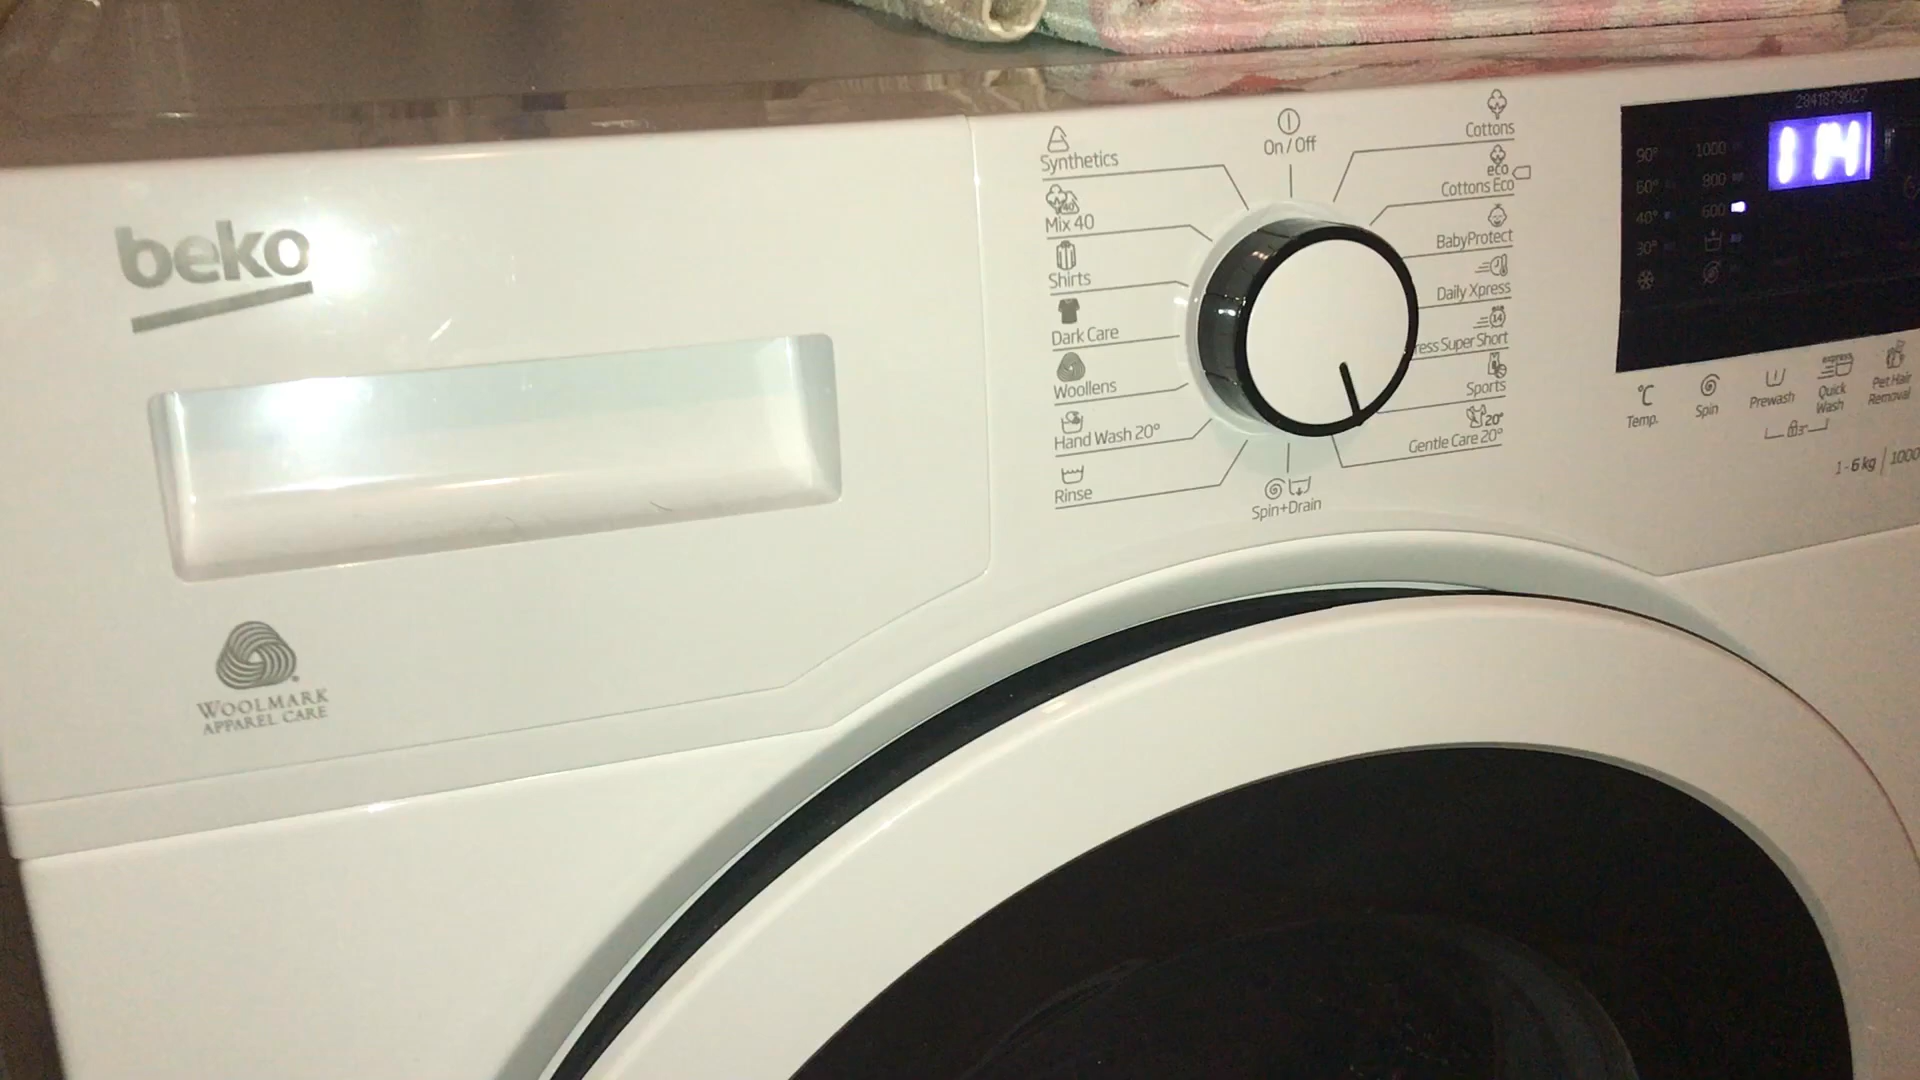 beko
WOOLMARK
APPAREL CARE
Synthetics
Mix 40
40
Shirts
Dark Care
Woollens
Hand Wash 20°
Rinse
On / Off
Spin+Drain
Cottons
eco
Cottons Eco
BabyProtect
Daily Xpress
14
ress Super Short
Sports
20°
Gentle Care 20°
2841879027
90°
60°
40°
30°
1000
800
600
1 14
°C
Temp.
Spin
Prewash
express
Quick
Wash
Pet Hair
Removal
3"
1 - 6 kg | 1000